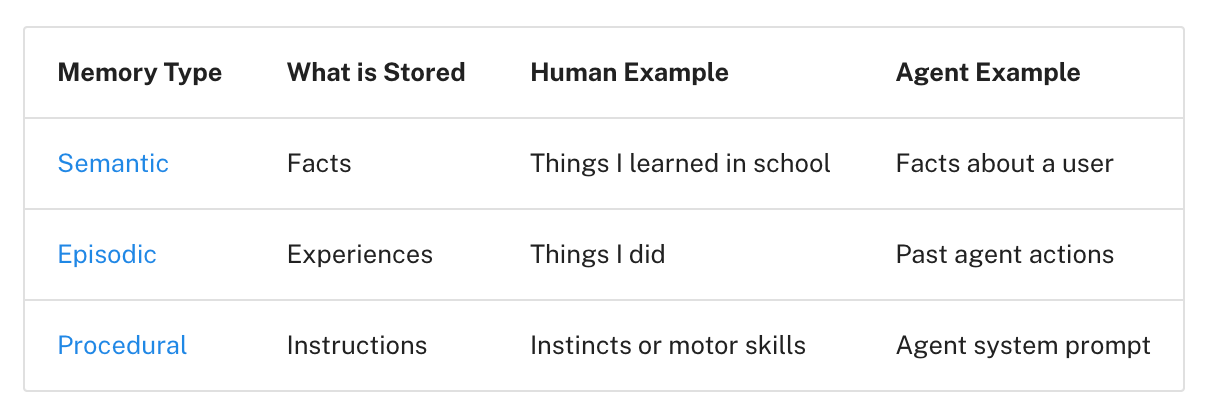 Memory Type What is Stored Human Example Agent Example
Semantic Facts Things I learned in school Facts about a user
Episodic Experiences Things I did Past agent actions
Procedural Instructions Instincts or motor skills Agent system prompt